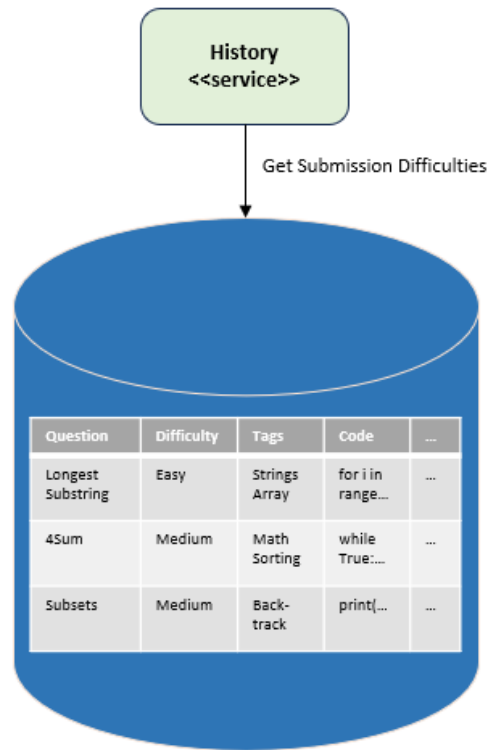 History
<<service>>
Get Submission Difficulties
Question Difficulty Tags Code ...
Longest Easy Strings for i in ...
Substring Array range...
4Sum Medium Math while ...
Sorting True:...
Subsets Medium Back- print(... ...
track